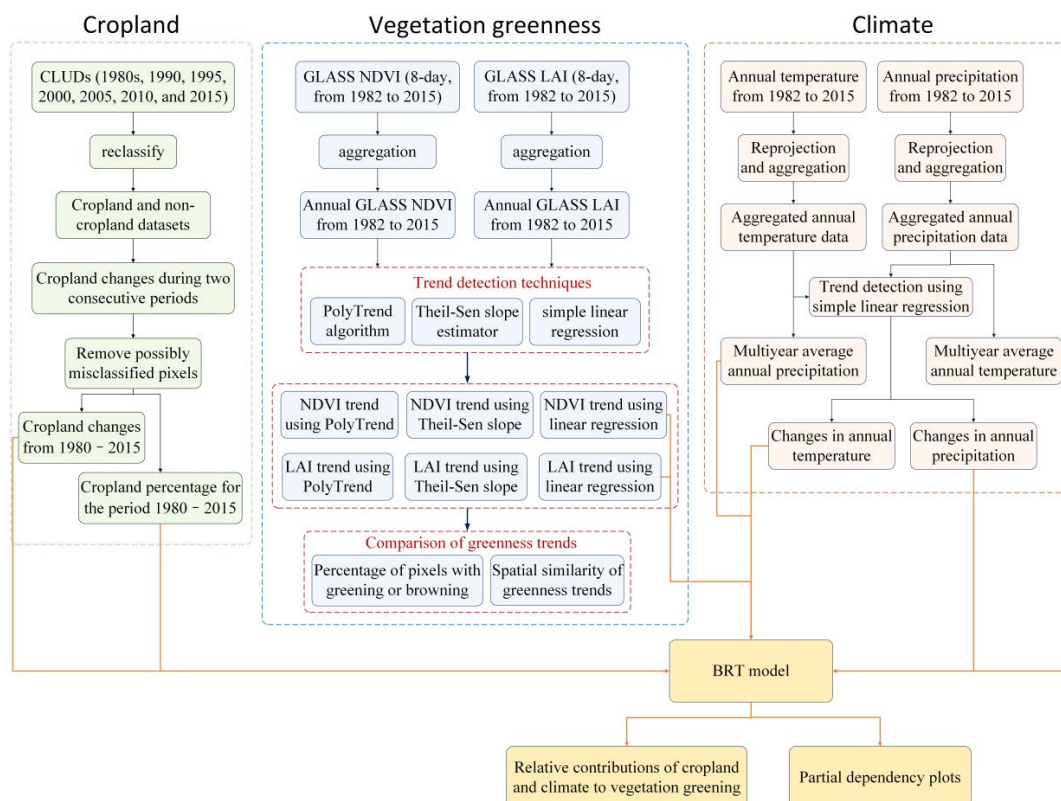 Cropland
CLUDs (1980s, 1990, 1995,
2000, 2005, 2010, and 2015)
reclassify
Cropland and non-
cropland datasets
Cropland changes during two
consecutive periods
Remove possibly
misclassified pixels
Cropland changes
from 1980 - 2015
Cropland percentage for
the period 1980 - 2015
Vegetation greenness
GLASS NDVI (8-day,
from 1982 to 2015)
GLASS LAI (8-day,
from 1982 to 2015)
aggregation
aggregation
Annual GLASS NDVI
from 1982 to 2015
Annual GLASS LAI
from 1982 to 2015
Trend detection techniques
PolyTrend
algorithm
Theil-Sen slope
estimator
simple linear
regression
NDVI trend
using PolyTrend
NDVI trend using
Theil-Sen slope
NDVI trend using
linear regression
LAI trend using
PolyTrend
LAI trend using
Theil-Sen slope
LAI trend using
linear regression
Comparison of greenness trends
Percentage of pixels with
greening or browning
Spatial similarity of
greenness trends
Climate
Annual temperature
from 1982 to 2015
Annual precipitation
from 1982 to 2015
Reprojection
and aggregation
Reprojection
and aggregation
Aggregated annual
temperature data
Aggregated annual
precipitation data
Trend detection using
simple linear regression
Multiyear average
annual precipitation
Multiyear average
annual temperature
Changes in annual
temperature
Changes in annual
precipitation
BRT model
Relative contributions of cropland
and climate to vegetation greening
Partial dependency plots